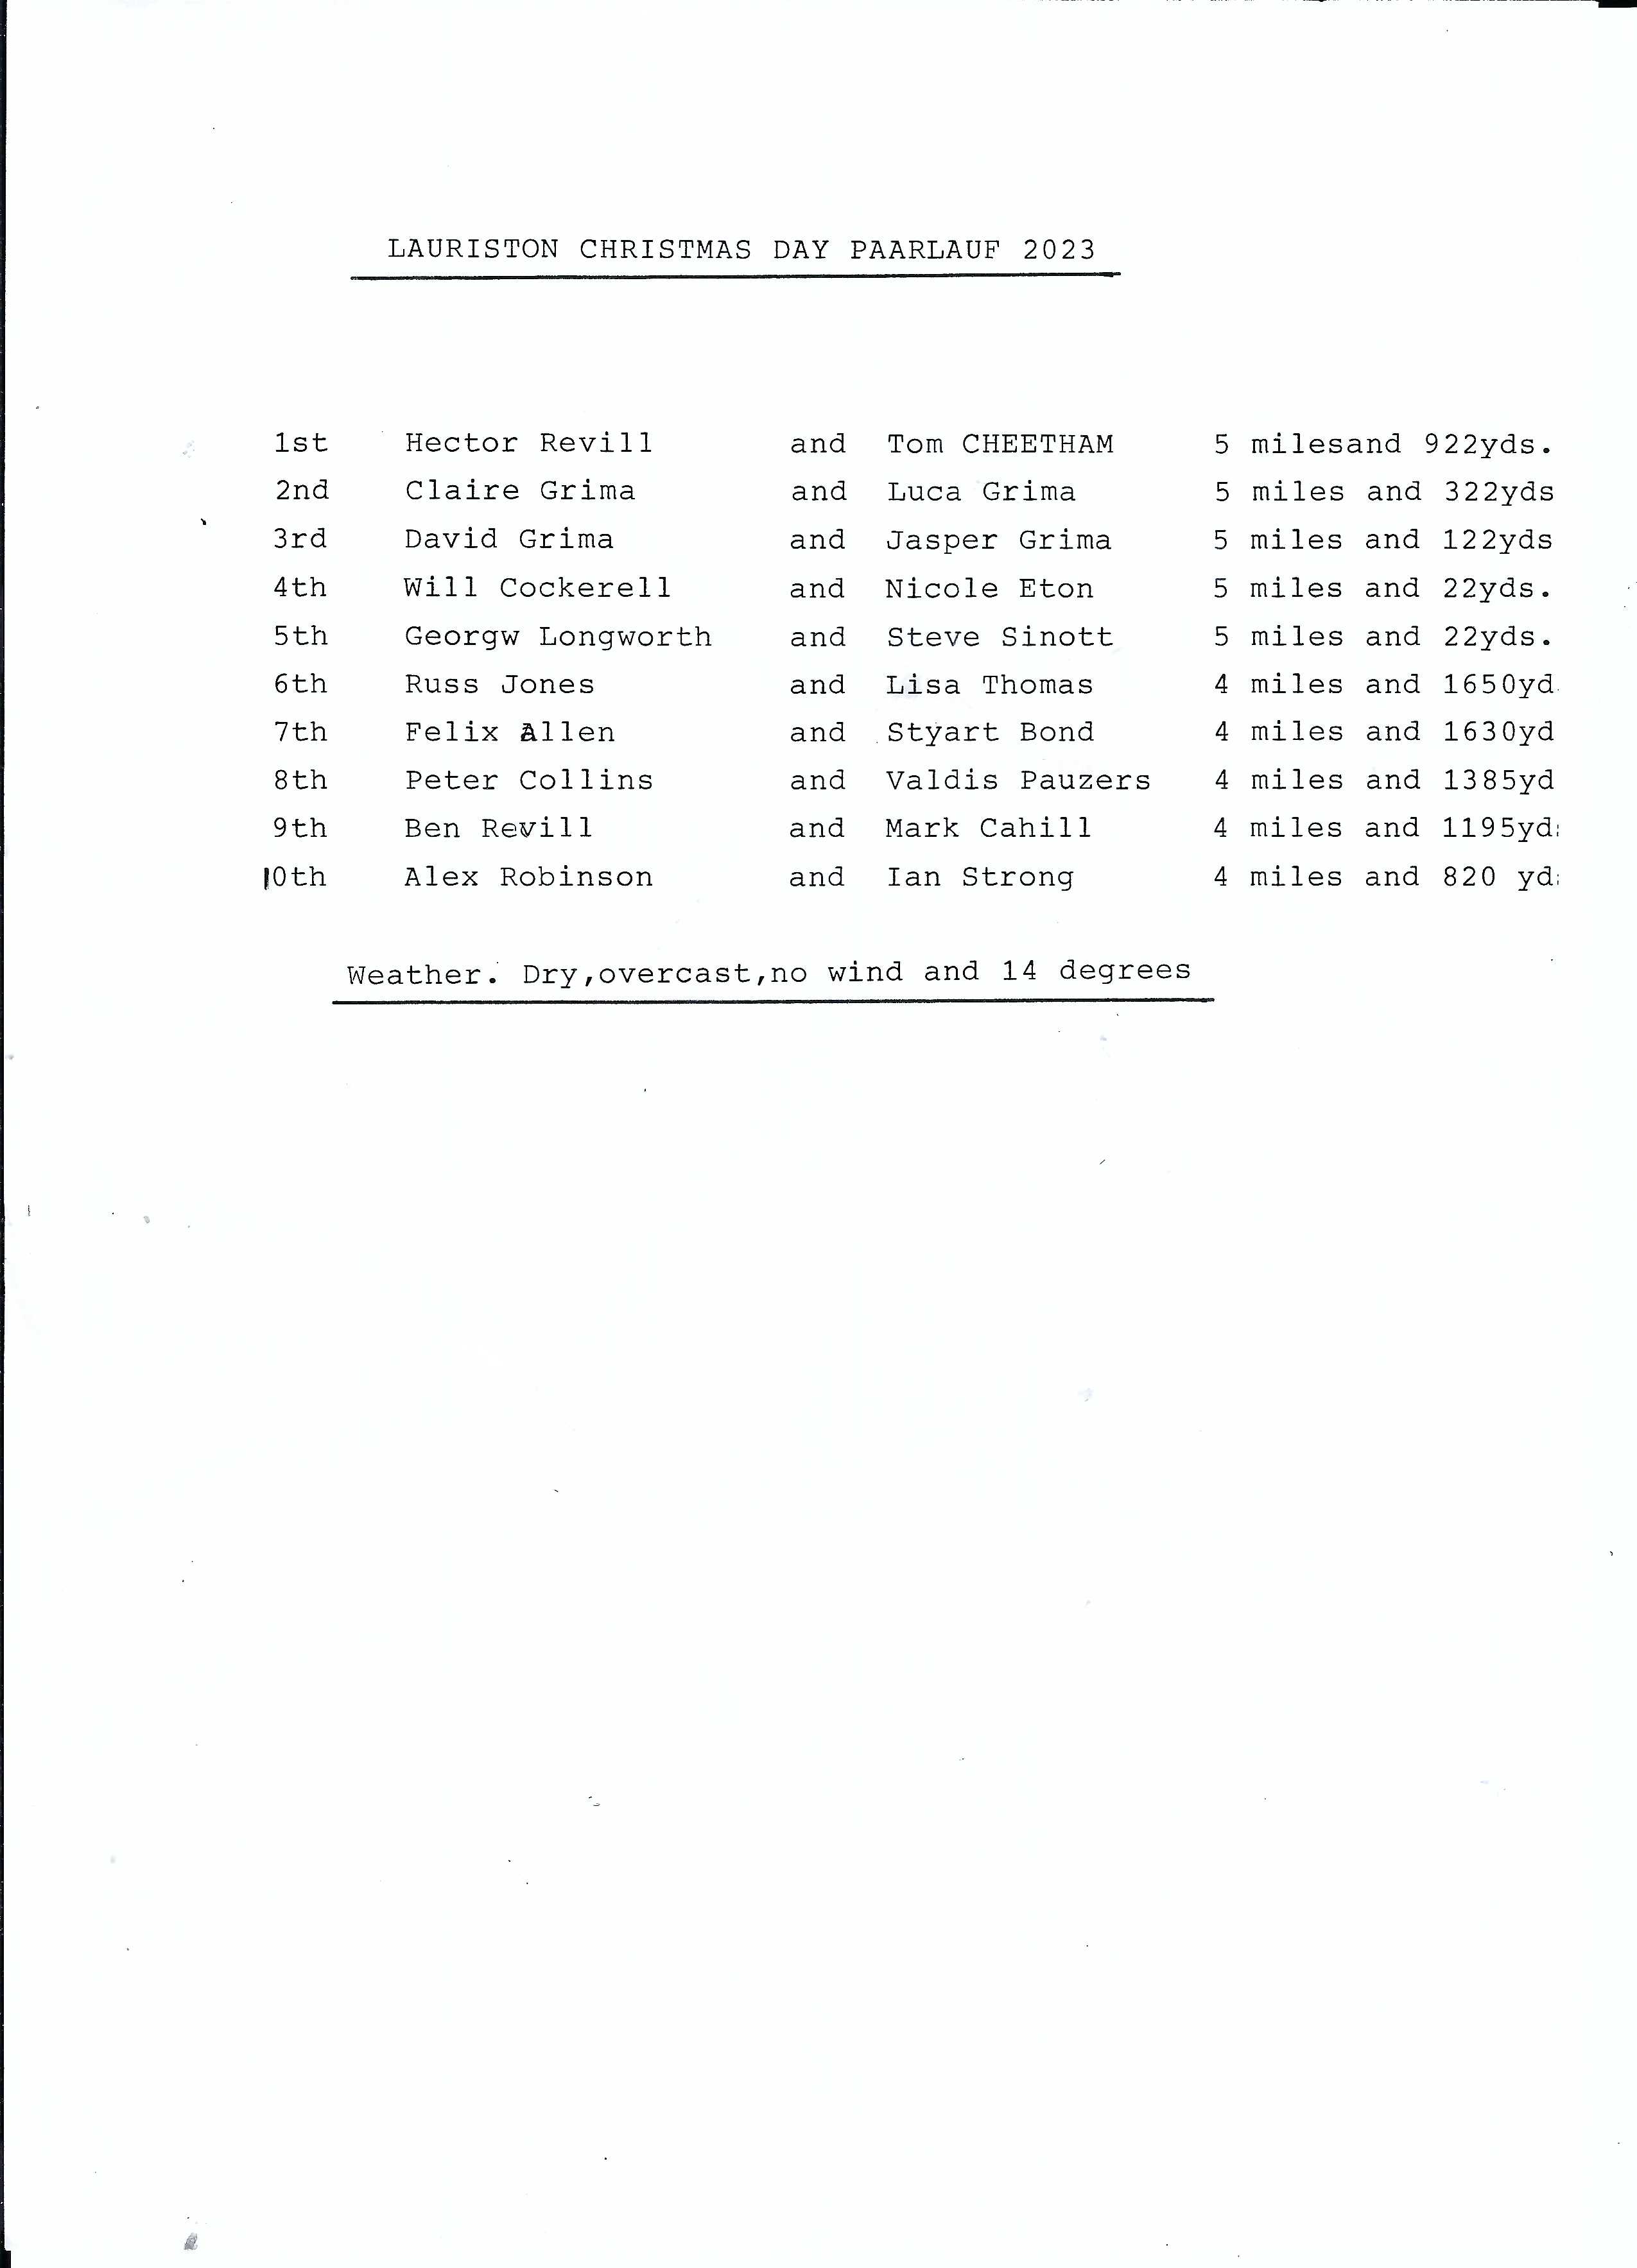 LAURISTON CHRISTMAS DAY PAARLAUF 2023
1st Hector Revill and Tom CHEETHAM 5 milesand 922yds.
2nd Claire Grima and Luca Grima 5 miles and 322yds
3rd David Grima and Jasper Grima 5 miles and 122yds
4th Will Cockerell and Nicole Eton 5 miles and 22yds.
5th Georgw Longworth and Steve Sinott 5 miles and 22yds.
6th Russ Jones and Lisa Thomas 4 miles and 1650yd
7th Felix Allen and Styart Bond 4 miles and 1630yd
8th Peter Collins and Valdis Pauzers 4 miles and 1385yd
9th Ben Revill and Mark Cahill 4 miles and 1195yd
10th Alex Robinson and Ian Strong 4 miles and 820 yd
Weather. Dry,overcast,no wind and 14 degrees